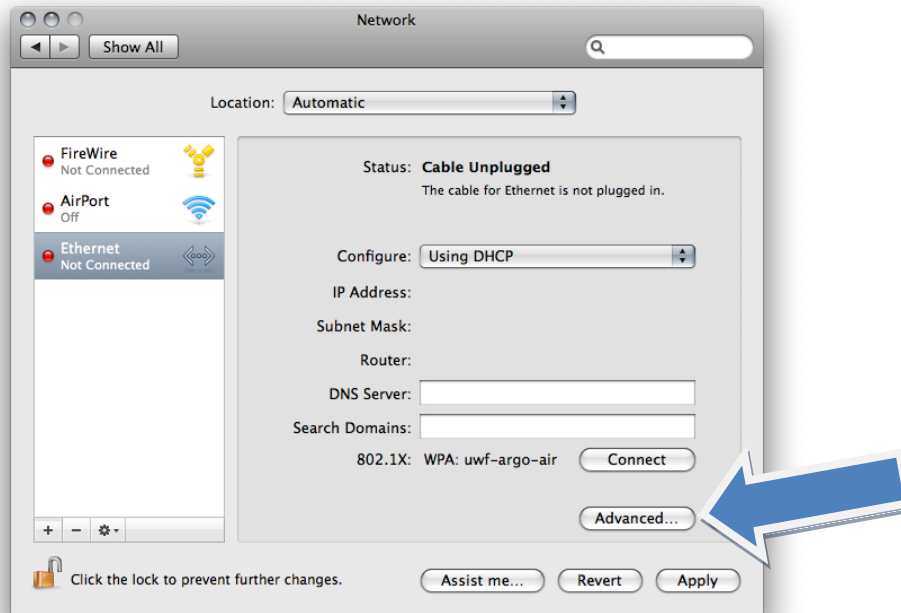 Network
Show All
Location: Automatic
FireWire
Not Connected
AirPort
Off
Ethernet
Not Connected
Status: Cable Unplugged
The cable for Ethernet is not plugged in.
Configure: Using DHCP
IP Address:
Subnet Mask:
Router:
DNS Server:
Search Domains:
802.1X: WPA: uwf-argo-air Connect
Advanced...
Click the lock to prevent further changes.
Assist me... Revert Apply